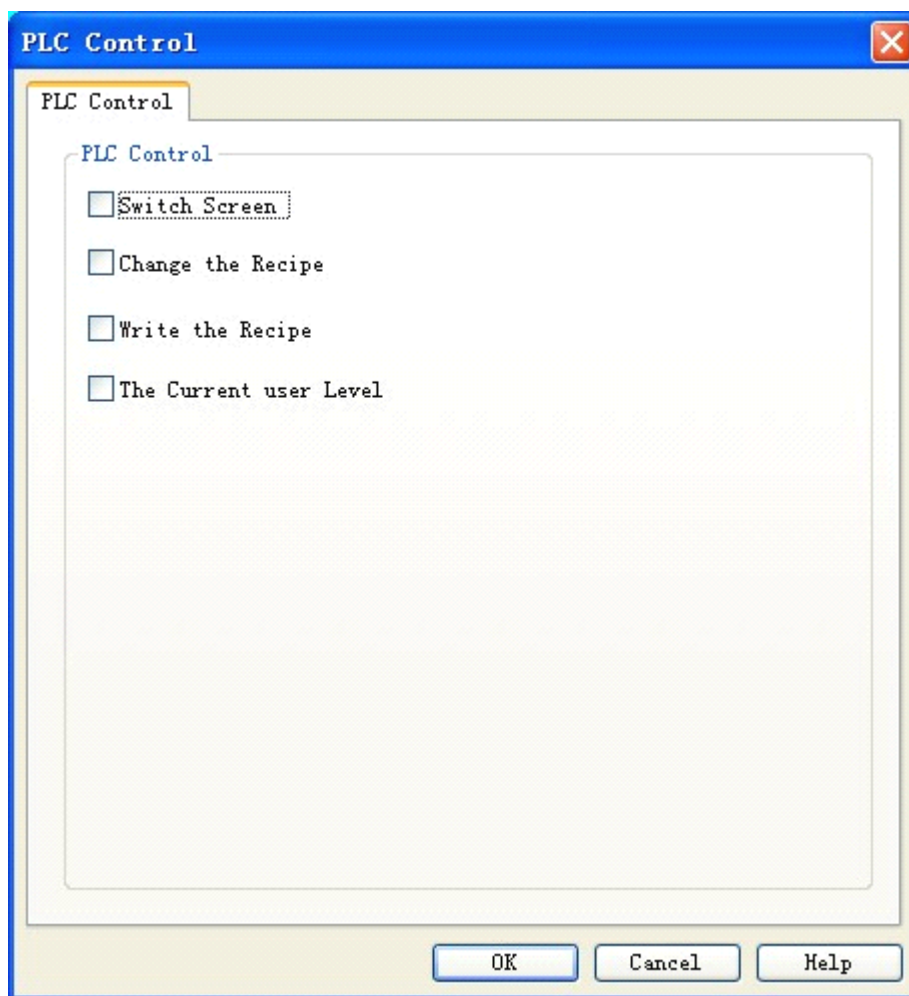 PLC Control
PLC Control
PLC Control
Switch Screen
Change the Recipe
Write the Recipe
The Current user Level
OK Cancel Help